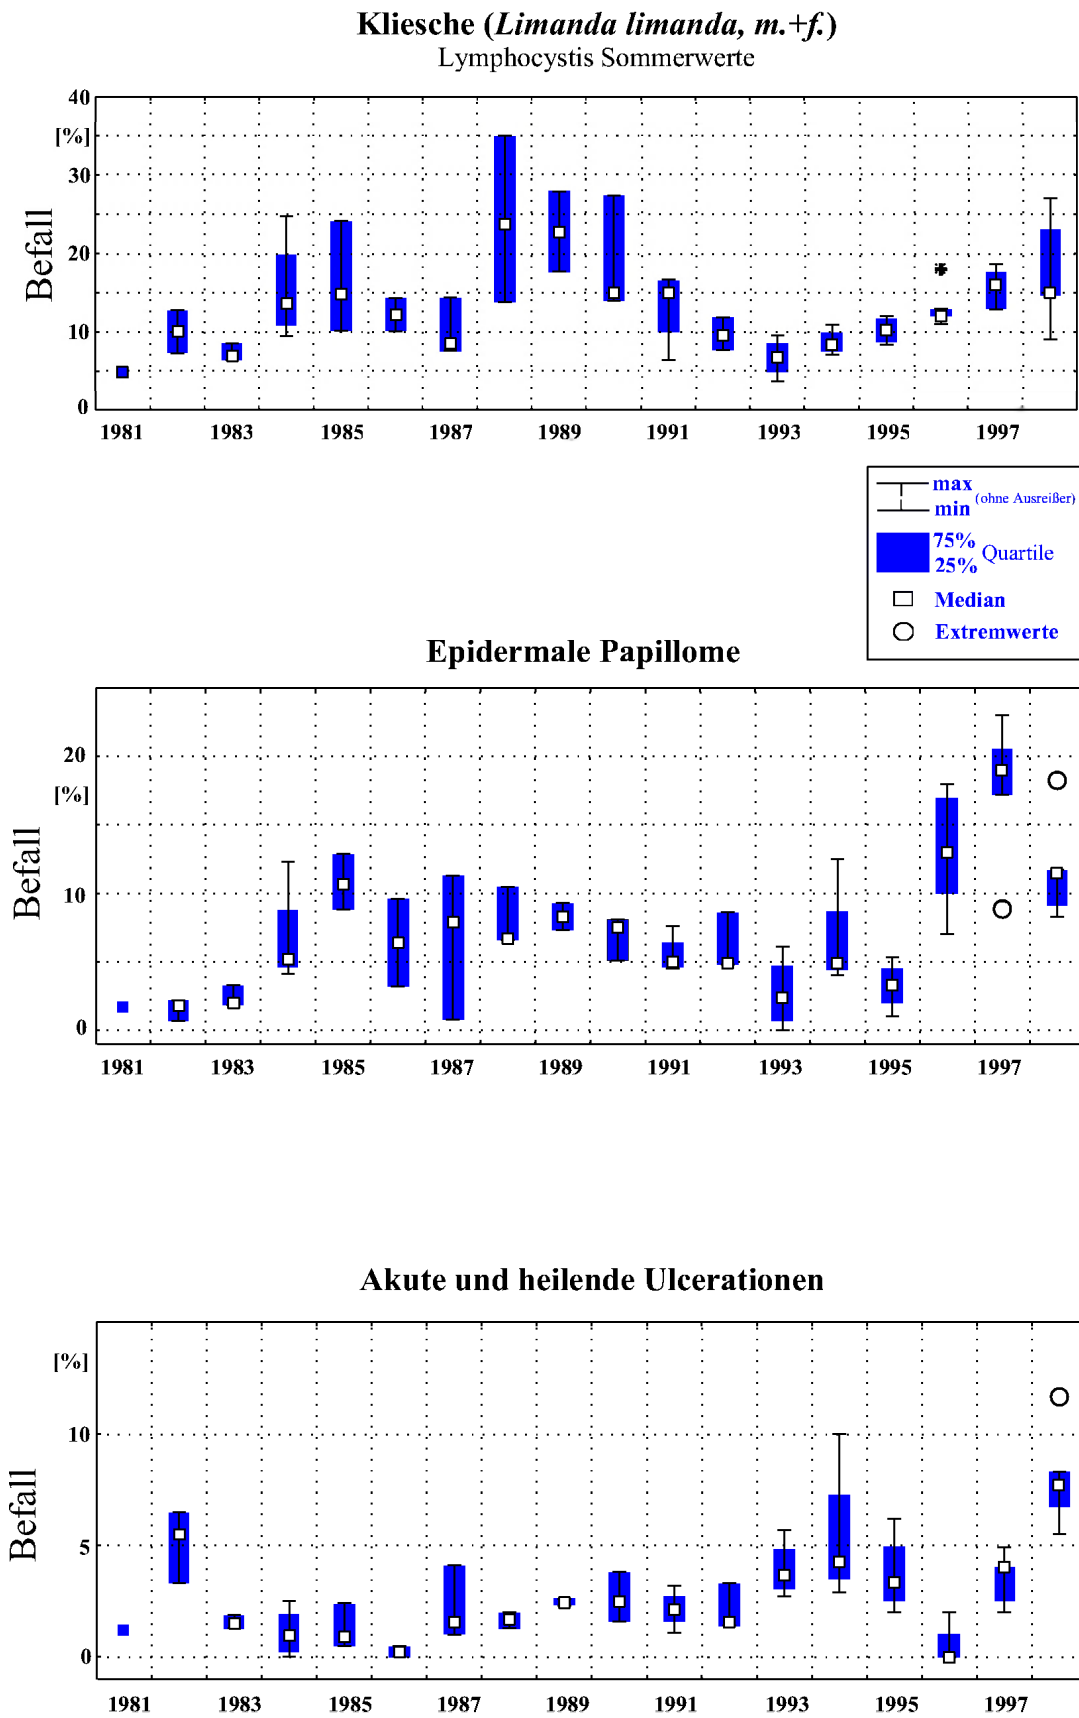 Kliesche (Limanda limanda, m.+f.)
Lymphocystis Sommerwerte
40
[%]
30
20
10
0
Befall
1981 1983 1985 1987 1989 1991 1993 1995 1997
max
(ohne Ausreißer)
min
75%
25%
Quartile
Median
Extremwerte
Epidermale Papillome
20
[%]
10
0
Befall
1981 1983 1985 1987 1989 1991 1993 1995 1997
Akute und heilende Ulcerationen
[%]
10
5
0
Befall
1981 1983 1985 1987 1989 1991 1993 1995 1997